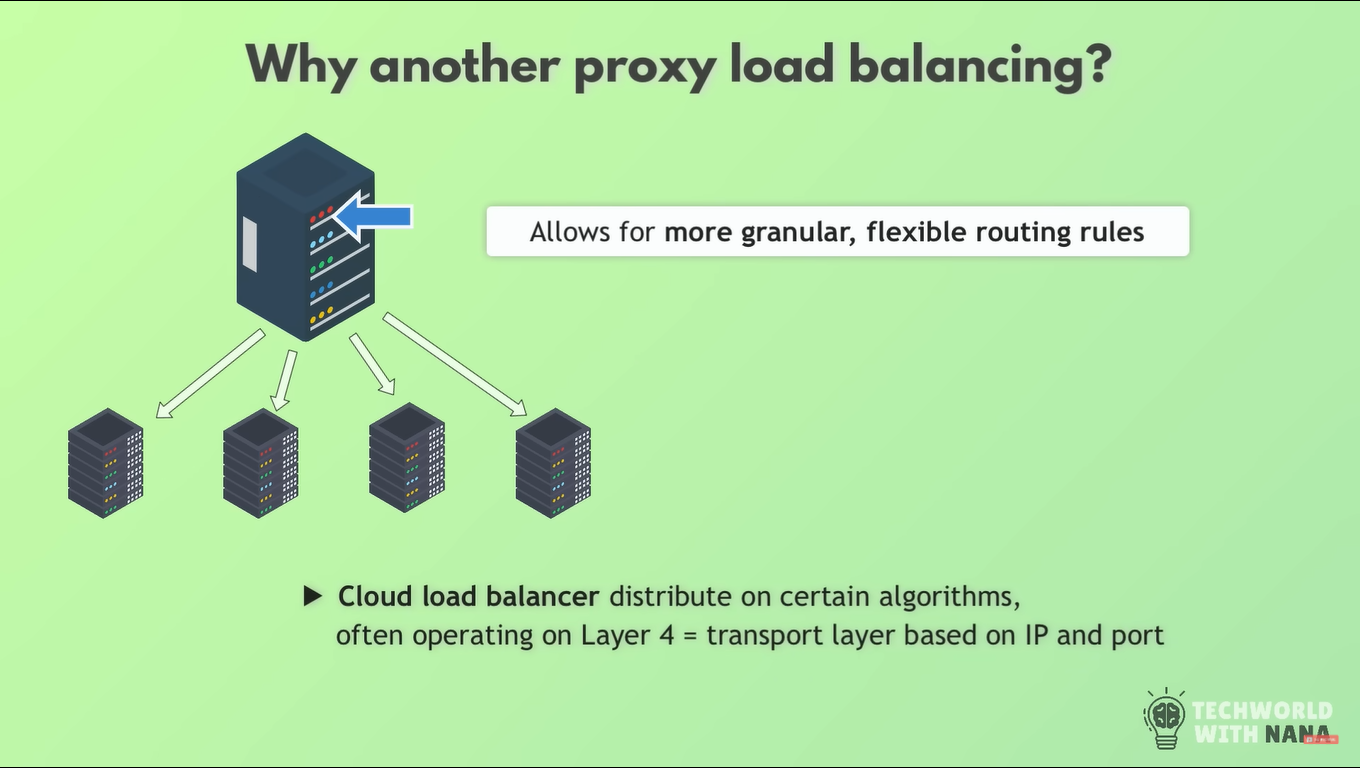 Why another proxy load balancing?
Allows for more granular, flexible routing rules
▶ Cloud load balancer distribute on certain algorithms,
often operating on Layer 4 = transport layer based on IP and port
TECHWORLD
WITH NANA